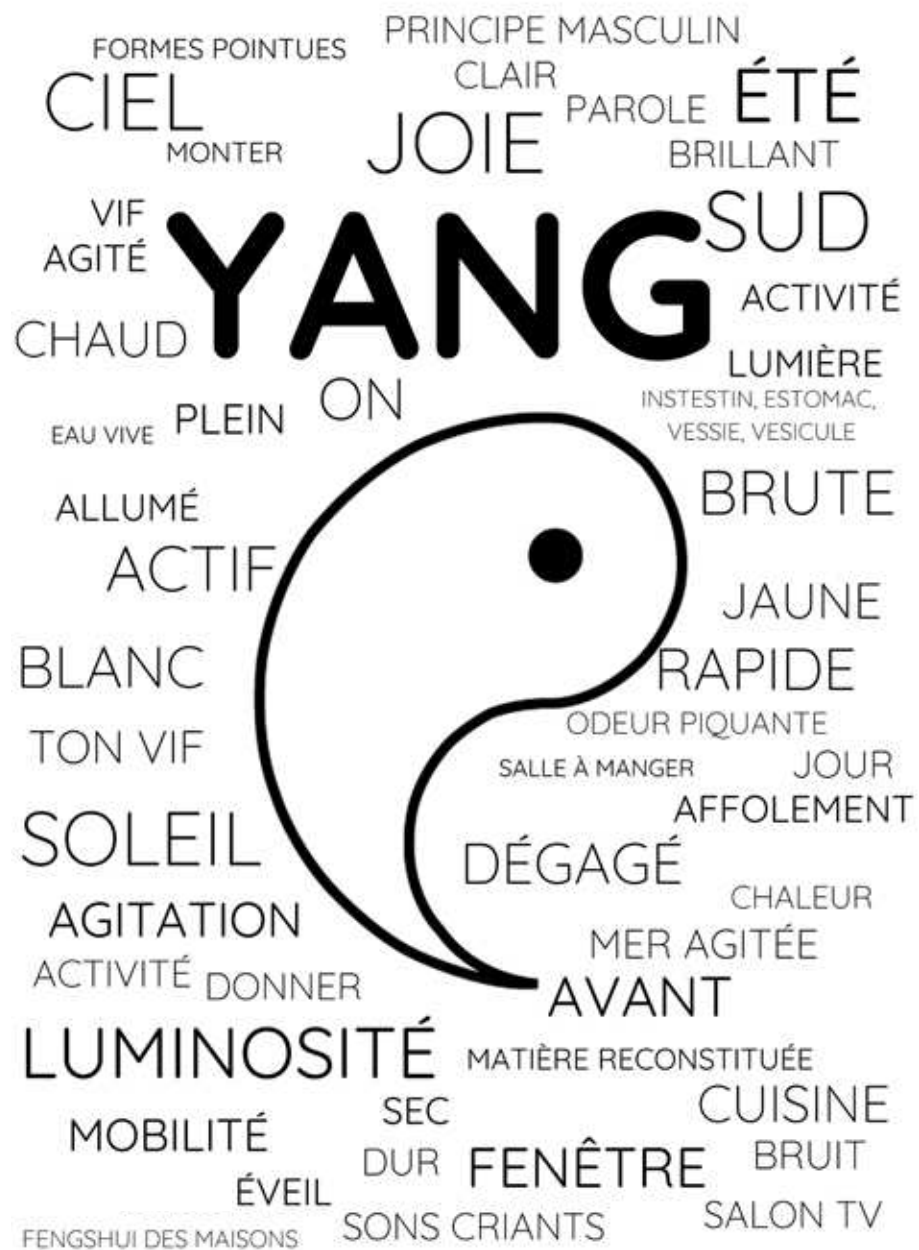 PRINCIPE MASCULIN
FORMES POINTUES
CLAIR
CIEL
PAROLE
ÉTÉ
MONTER
JOIE
BRILLANT
VIF
AGITÉ
YANG
SUD
ACTIVITÉ
CHAUD
LUMIÈRE
ON
INSTESTIN, ESTOMAC,
VESSIE, VESICULE
EAU VIVE
PLEIN
BRUTE
ALLUMÉ
ACTIF
JAUNE
BLANC
RAPIDE
ODEUR PIQUANTE
TON VIF
SALLE À MANGER
JOUR
AFFOLEMENT
SOLEIL
DÉGAGÉ
CHALEUR
AGITATION
MER AGITÉE
ACTIVITÉ
DONNER
AVANT
LUMINOSITÉ
MATIÈRE RECONSTITUÉE
SEC
CUISINE
MOBILITÉ
DUR
FENÊTRE
BRUIT
ÉVEIL
SALON TV
SONS CRIANTS
FENGSHUI DES MAISONS